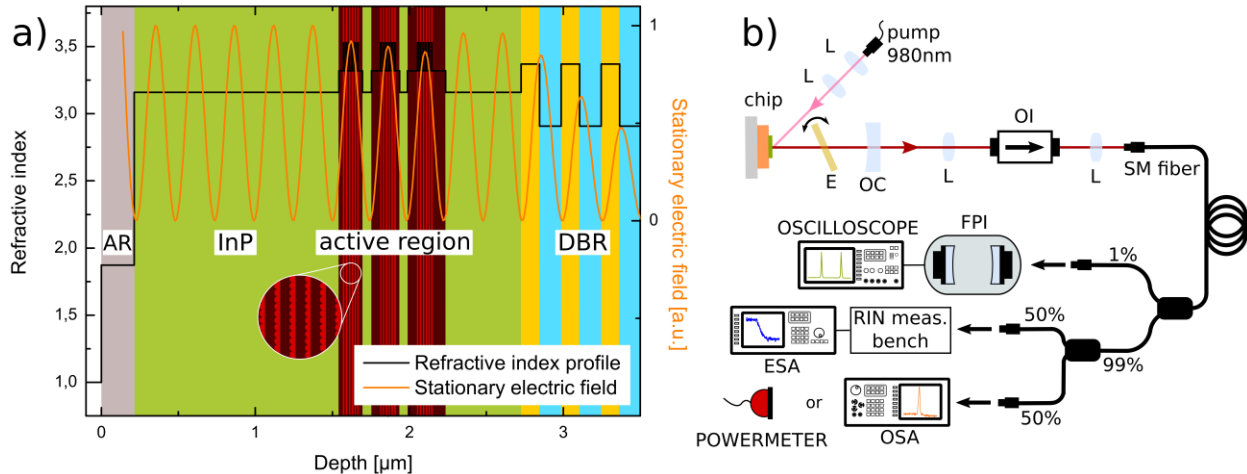 a)
Refractive index
3,5
3,0
2,5
2,0
1,5
1,0
AR
InP
active region
DBR
Refractive index profile
Stationary electric field
0
1
2
3
Depth [µm]
1
0
Stationary electric
field [a.u.]
b)
pump
980nm
L
L
chip
E
OC
L
OI
L
SM fiber
OSCILLOSCOPE
FPI
1%
RIN meas.
bench
50%
ESA
99%
POWERMETER
or
OSA
50%